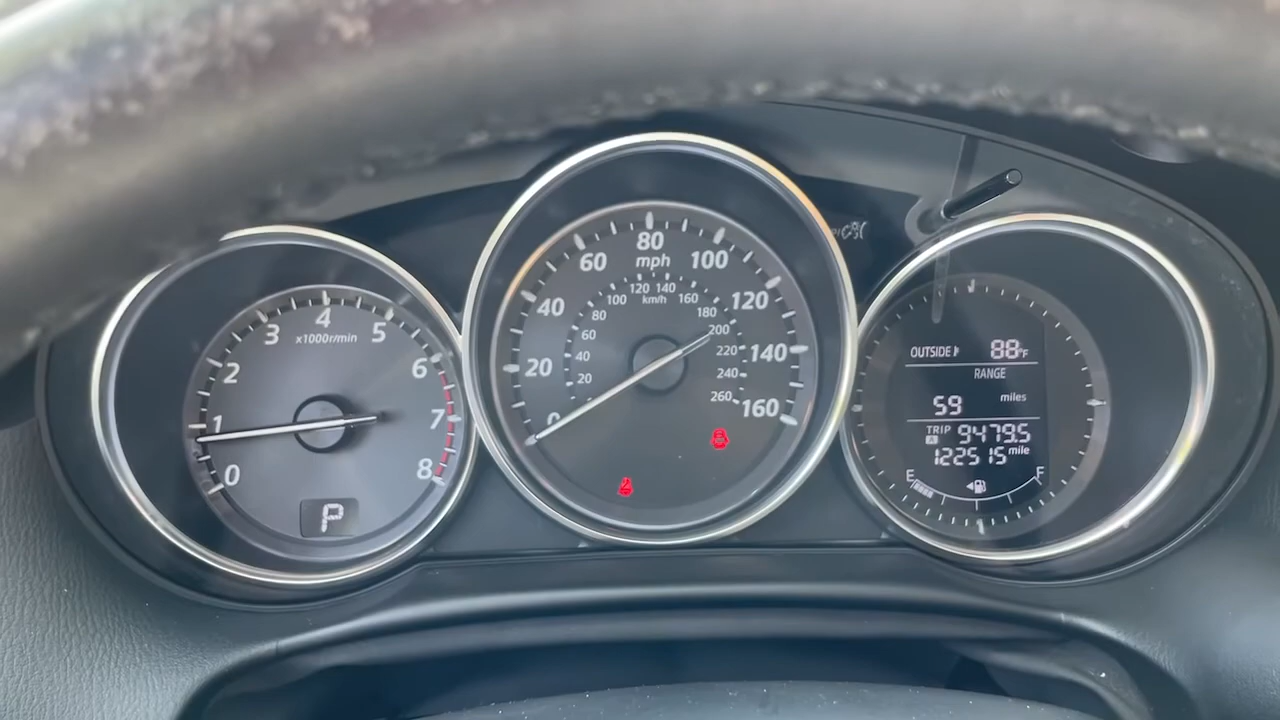 0
1
2
3
4
5
6
7
8
x1000r/min
P
0
20
40
60
80
100
120
140
160
mph
20
40
60
80
100
120
140
160
180
200
220
240
260
km/h
OUTSIDE
88°F
RANGE
59 miles
TRIP A 9479.5
122515 mile
E
F